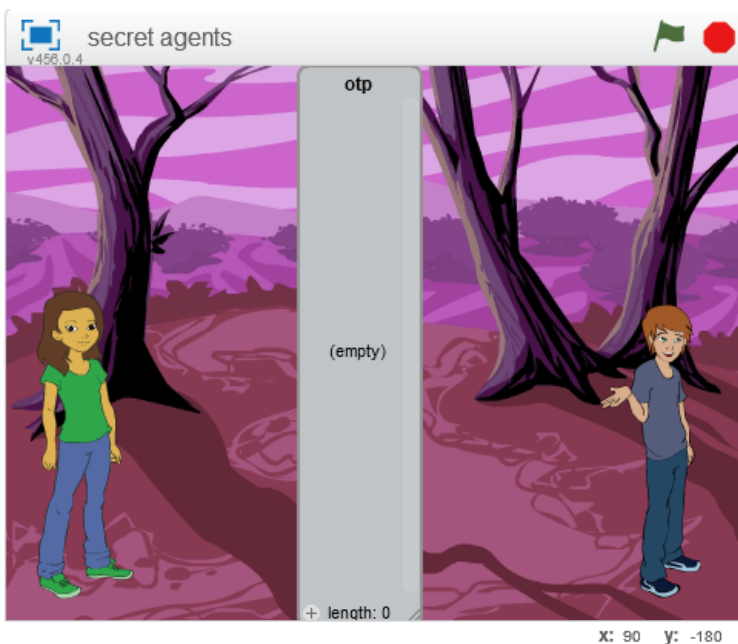 secret agents
v456.0.4
otp
(empty)
+ length: 0
x: 90 y: -180